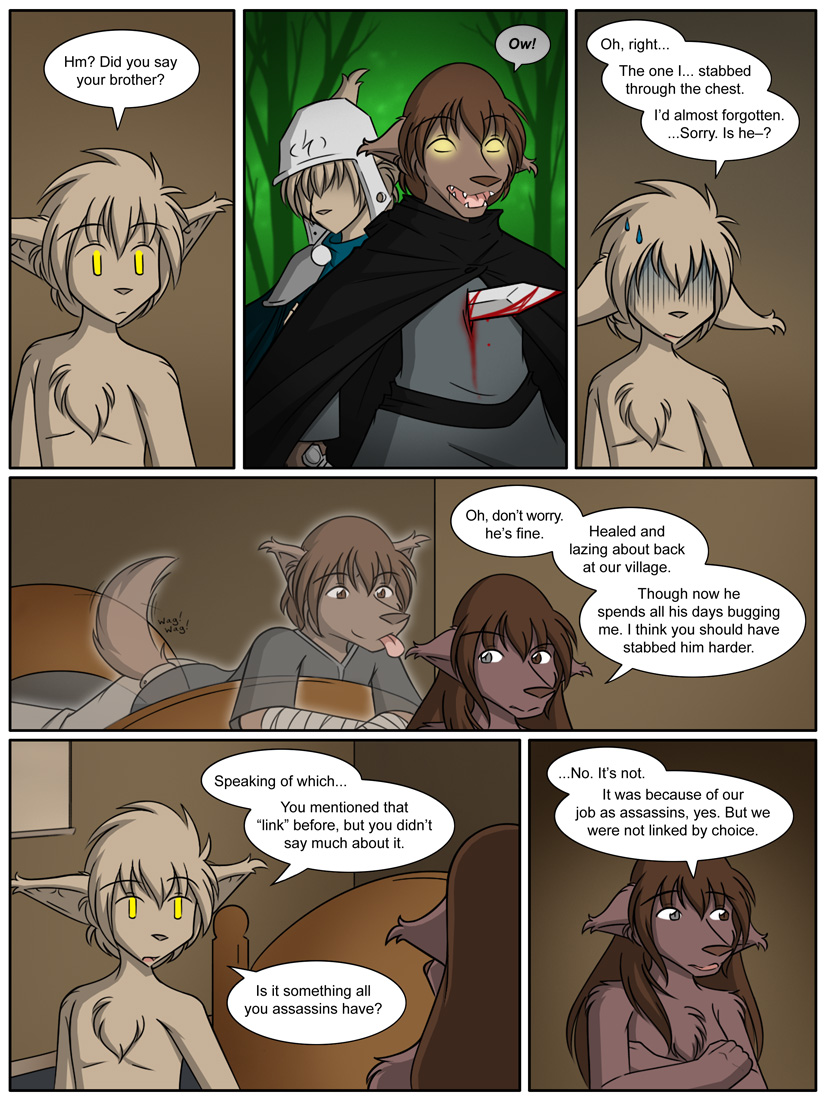 Hm? Did you say
your brother?
Ow!
Oh, right...
The one I... stabbed
through the chest.
I'd almost forgotten.
...Sorry. Is he–?
Oh, don't worry.
he's fine.
Healed and
lazing about back
at our village.
Though now he
spends all his days bugging
me. I think you should have
stabbed him harder.
Wag!
Wag!
Speaking of which...
You mentioned that
“link” before, but you didn't
say much about it.
Is it something all
you assassins have?
...No. It's not.
It was because of our
job as assassins, yes. But we
were not linked by choice.